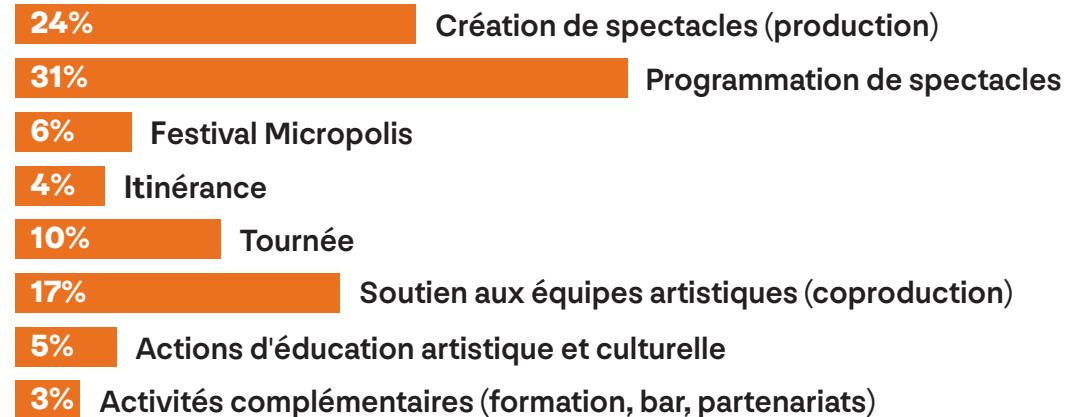 24% Création de spectacles (production)
31% Programmation de spectacles
6% Festival Micropolis
4% Itinérance
10% Tournée
17% Soutien aux équipes artistiques (coproduction)
5% Actions d'éducation artistique et culturelle
3% Activités complémentaires (formation, bar, partenariats)